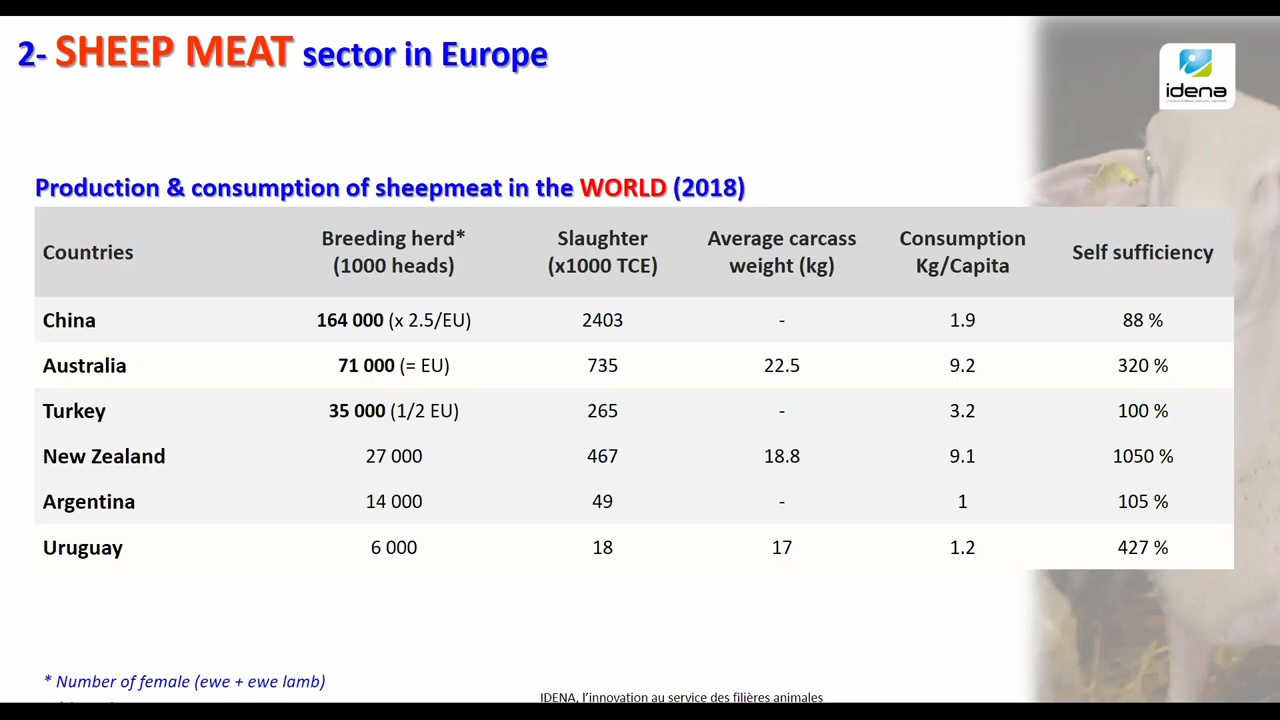 2- SHEEP MEAT sector in Europe
idena
Production & consumption of sheepmeat in the WORLD (2018)
Countries Breeding herd* (1000 heads) Slaughter (x1000 TCE) Average carcass weight (kg) Consumption Kg/Capita Self sufficiency
China 164 000 (x 2.5/EU) 2403 - 1.9 88 %
Australia 71 000 (= EU) 735 22.5 9.2 320 %
Turkey 35 000 (1/2 EU) 265 - 3.2 100 %
New Zealand 27 000 467 18.8 9.1 1050 %
Argentina 14 000 49 - 1 105 %
Uruguay 6 000 18 17 1.2 427 %
* Number of female (ewe + ewe lamb)
IDENA, l’innovation au service des filières animales